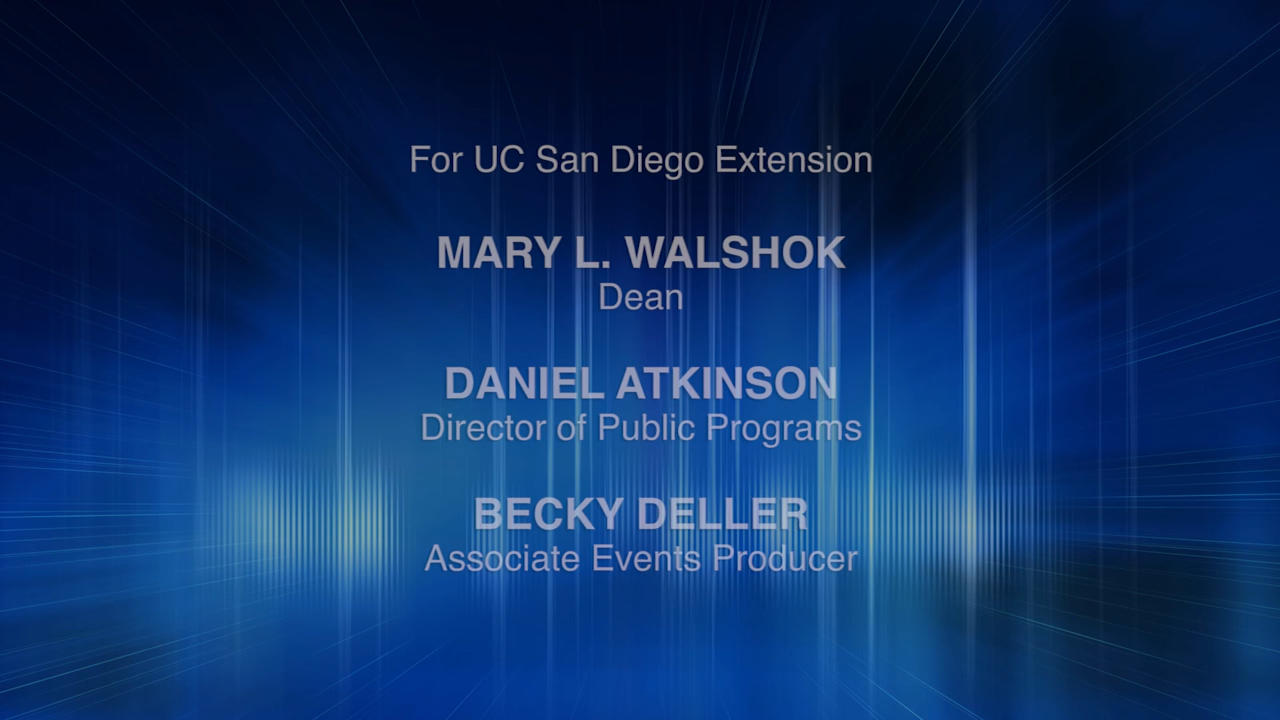 For UC San Diego Extension
MARY L. WALSHOK
Dean
DANIEL ATKINSON
Director of Public Programs
BECKY DELLER
Associate Events Producer